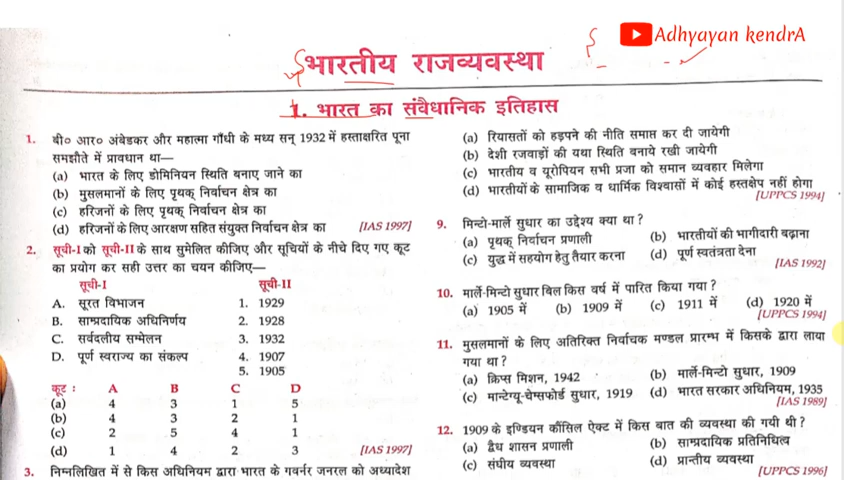 Adhyayan kendrA
भारतीय राजव्यवस्था
1. भारत का संवैधानिक इतिहास
1. बी० आर० अंबेडकर और महात्मा गाँधी के मध्य सन् 1932 में हस्ताक्षरित पूना
समझौते में प्रावधान था—
(a) भारत के लिए डोमिनियन स्थिति बनाए जाने का
(b) मुसलमानों के लिए पृथक् निर्वाचन क्षेत्र का
(c) हरिजनों के लिए पृथक् निर्वाचन क्षेत्र का
(d) हरिजनों के लिए आरक्षण सहित संयुक्त निर्वाचन क्षेत्र का [IAS 1997]
2. सूची-I को सूची-II के साथ सुमेलित कीजिए और सूचियों के नीचे दिए गए कूट
का प्रयोग कर सही उत्तर का चयन कीजिए—
सूची-I सूची-II
A. सूरत विभाजन 1. 1929
B. साम्प्रदायिक अधिनिर्णय 2. 1928
C. सर्वदलीय सम्मेलन 3. 1932
D. पूर्ण स्वराज्य का संकल्प 4. 1907
5. 1905
कूट : A B C D
(a) 4 3 1 5
(b) 4 3 2 1
(c) 2 5 4 1
(d) 1 4 2 3 [IAS 1997]
3. निम्नलिखित में से किस अधिनियम द्वारा भारत के गवर्नर जनरल को अध्यादेश
(a) रियासतों को हड़पने की नीति समाप्त कर दी जायेगी
(b) देशी रजवाड़ों की यथा स्थिति बनाये रखी जायेगी
(c) भारतीय व यूरोपियन सभी प्रजा को समान व्यवहार मिलेगा
(d) भारतीयों के सामाजिक व धार्मिक विश्वासों में कोई हस्तक्षेप नहीं होगा
[UPPCS 1994]
9. मिन्टो-मार्ले सुधार का उद्देश्य क्या था ?
(a) पृथक् निर्वाचन प्रणाली (b) भारतीयों की भागीदारी बढ़ाना
(c) युद्ध में सहयोग हेतु तैयार करना (d) पूर्ण स्वतंत्रता देना
[IAS 1992]
10. मार्ले-मिन्टो सुधार बिल किस वर्ष में पारित किया गया ?
(a) 1905 में (b) 1909 में (c) 1911 में (d) 1920 में
[UPPCS 1994]
11. मुसलमानों के लिए अतिरिक्त निर्वाचक मण्डल प्रारम्भ में किसके द्वारा लाया
गया था ?
(a) क्रिप्स मिशन, 1942 (b) मार्ले-मिन्टो सुधार, 1909
(c) मान्टेग्यू-चेम्सफोर्ड सुधार, 1919 (d) भारत सरकार अधिनियम, 1935
[IAS 1989]
12. 1909 के इण्डियन कौंसिल ऐक्ट में किस बात की व्यवस्था की गयी थी ?
(a) द्वैध शासन प्रणाली (b) साम्प्रदायिक प्रतिनिधित्व
(c) संघीय व्यवस्था (d) प्रान्तीय व्यवस्था
[UPPCS 1996]